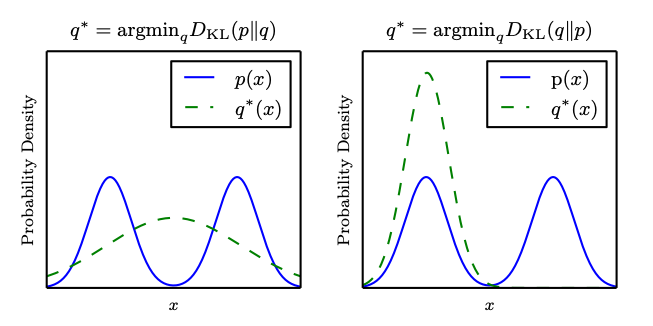 q* = argmin_q D_KL(p‖q)
p(x)
q*(x)
Probability Density
x
q* = argmin_q D_KL(q‖p)
p(x)
q*(x)
Probability Density
x